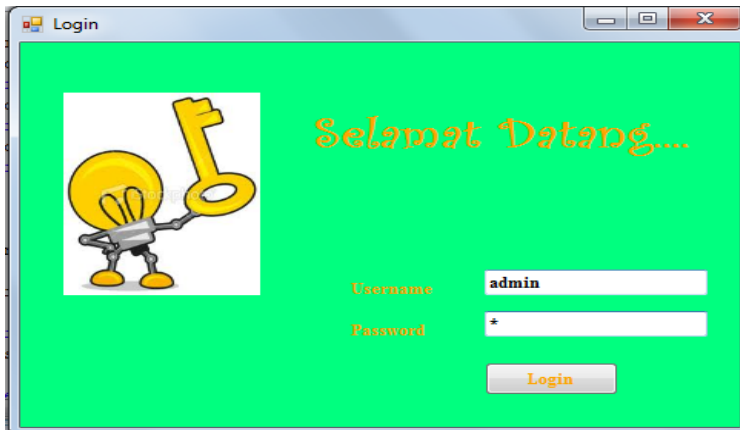 Login
Selamat Datang....
Username
admin
Password
*
Login